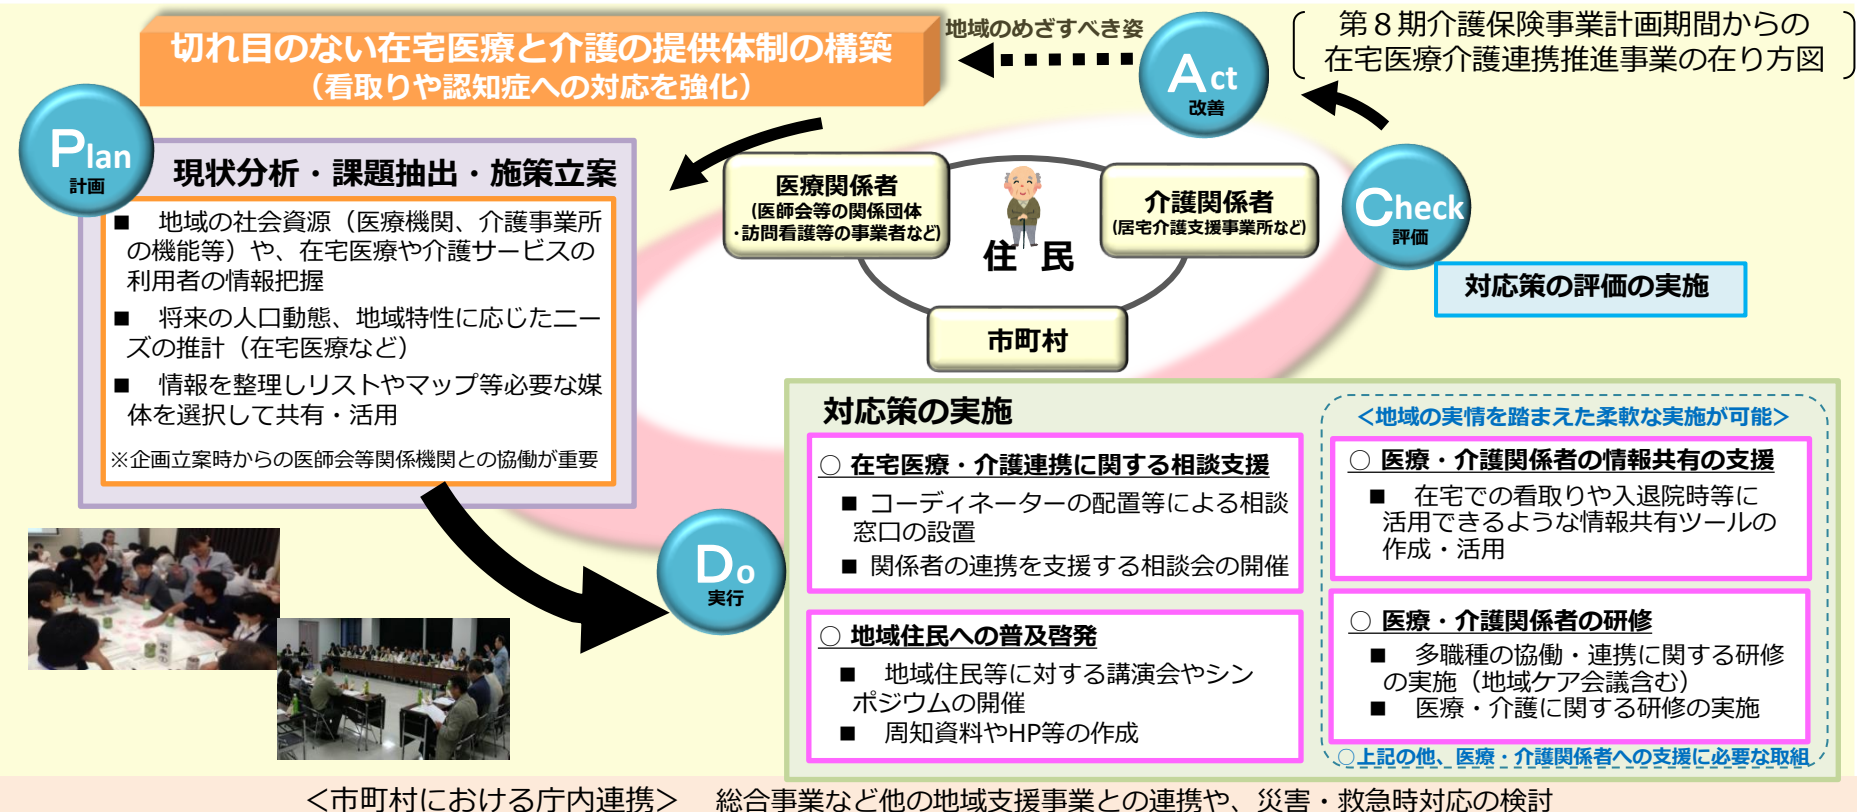 第８期介護保険事業計画期間からの
在宅医療介護連携推進事業の在り方図
切れ目のない在宅医療と介護の提供体制の構築
（看取りや認知症への対応を強化）
地域のめざすべき姿
Act
改善
Plan
計画
現状分析・課題抽出・施策立案
■ 地域の社会資源（医療機関、介護事業所
の機能等）や、在宅医療や介護サービスの
利用者の情報把握
■ 将来の人口動態、地域特性に応じたニー
ズの推計（在宅医療など）
■ 情報を整理しリストやマップ等必要な媒
体を選択して共有・活用
※企画立案時からの医師会等関係機関との協働が重要
医療関係者
(医師会等の関係団体
・訪問看護等の事業者など)
住 民
介護関係者
(居宅介護支援事業所など)
市町村
Check
評価
対応策の評価の実施
Do
実行
対応策の実施
○ 在宅医療・介護連携に関する相談支援
■ コーディネーターの配置等による相談
窓口の設置
■ 関係者の連携を支援する相談会の開催
○ 地域住民への普及啓発
■ 地域住民等に対する講演会やシン
ポジウムの開催
■ 周知資料やHP等の作成
＜地域の実情を踏まえた柔軟な実施が可能＞
○ 医療・介護関係者の情報共有の支援
■ 在宅での看取りや入退院時等に
活用できるような情報共有ツールの
作成・活用
○ 医療・介護関係者の研修
■ 多職種の協働・連携に関する研修
の実施（地域ケア会議含む）
■ 医療・介護に関する研修の実施
○上記の他、医療・介護関係者への支援に必要な取組
＜市町村における庁内連携＞ 総合事業など他の地域支援事業との連携や、災害・救急時対応の検討